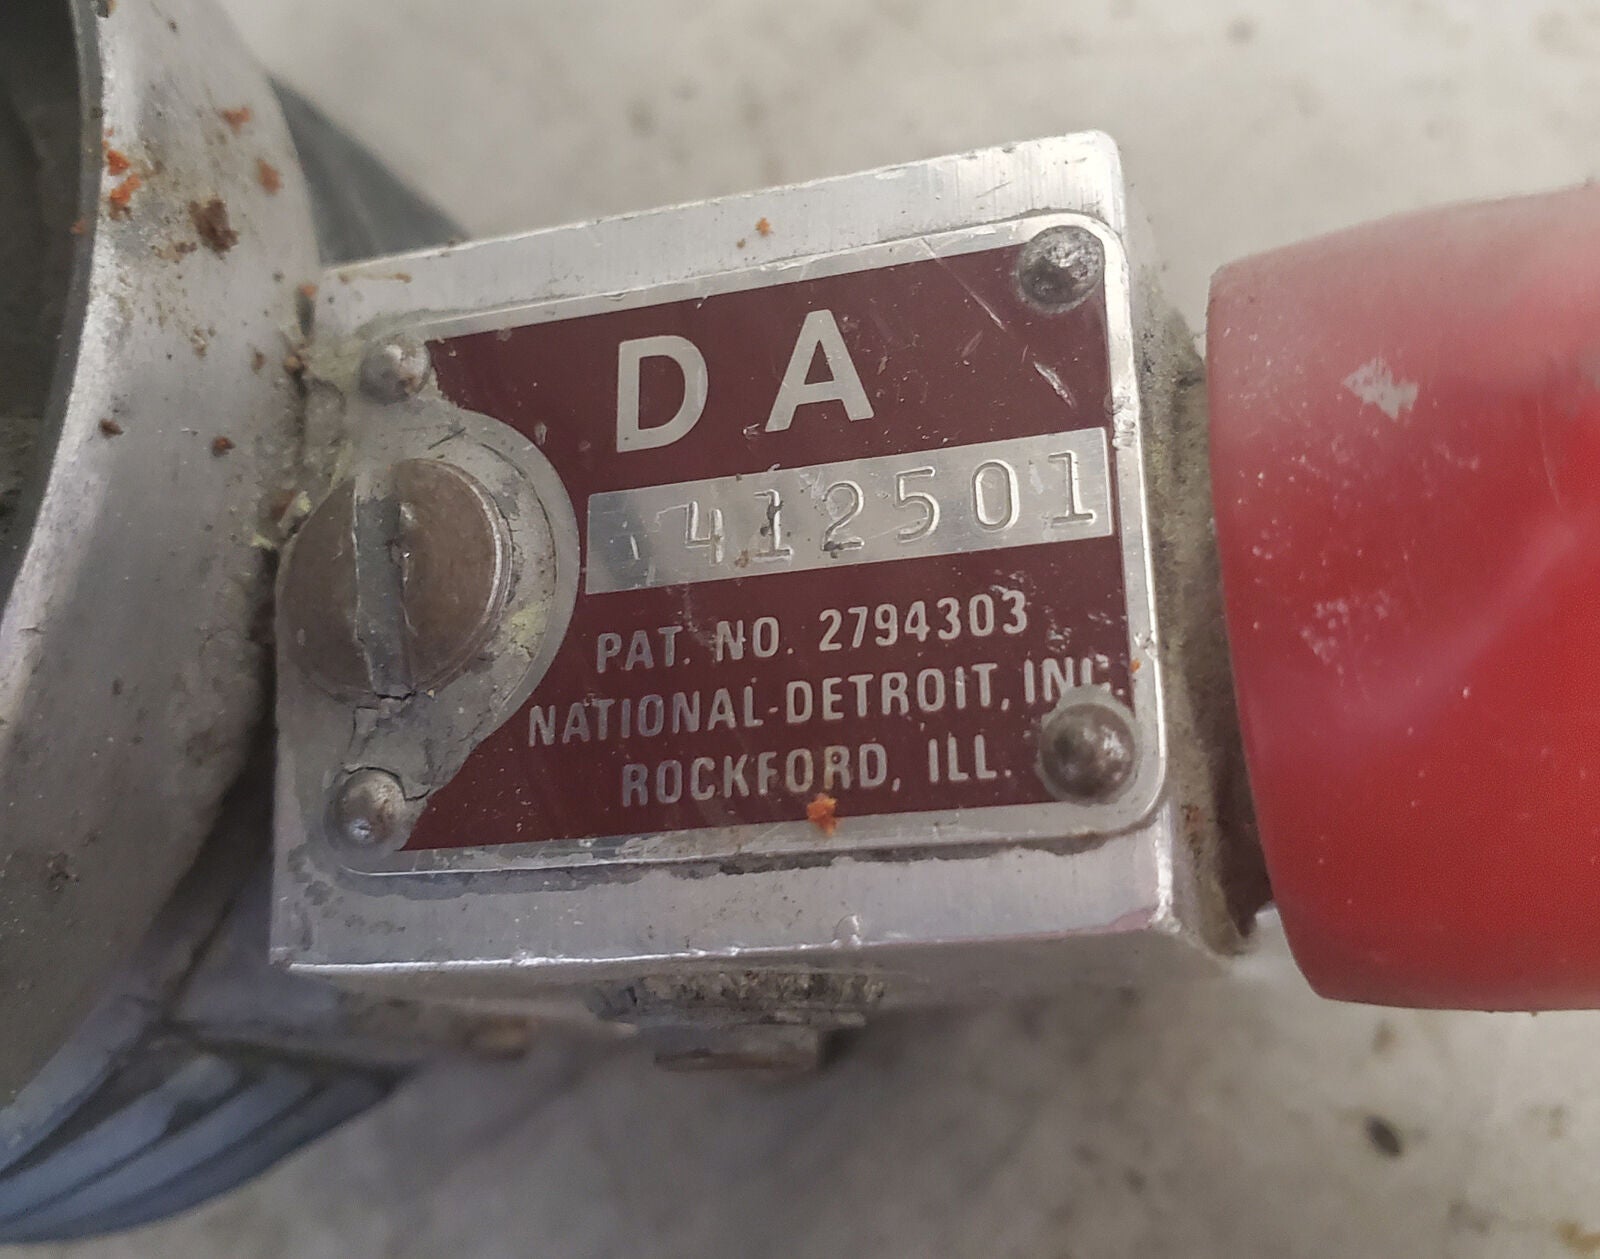 DA
412501
PAT. NO. 2794303
NATIONAL-DETROIT, INC.
ROCKFORD, ILL.